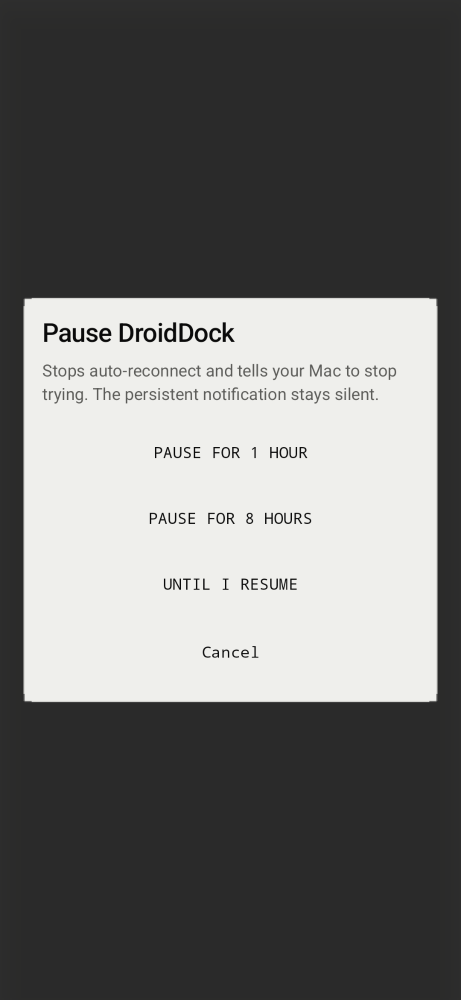 Pause DroidDock
Stops auto-reconnect and tells your Mac to stop
trying. The persistent notification stays silent.
PAUSE FOR 1 HOUR
PAUSE FOR 8 HOURS
UNTIL I RESUME
Cancel